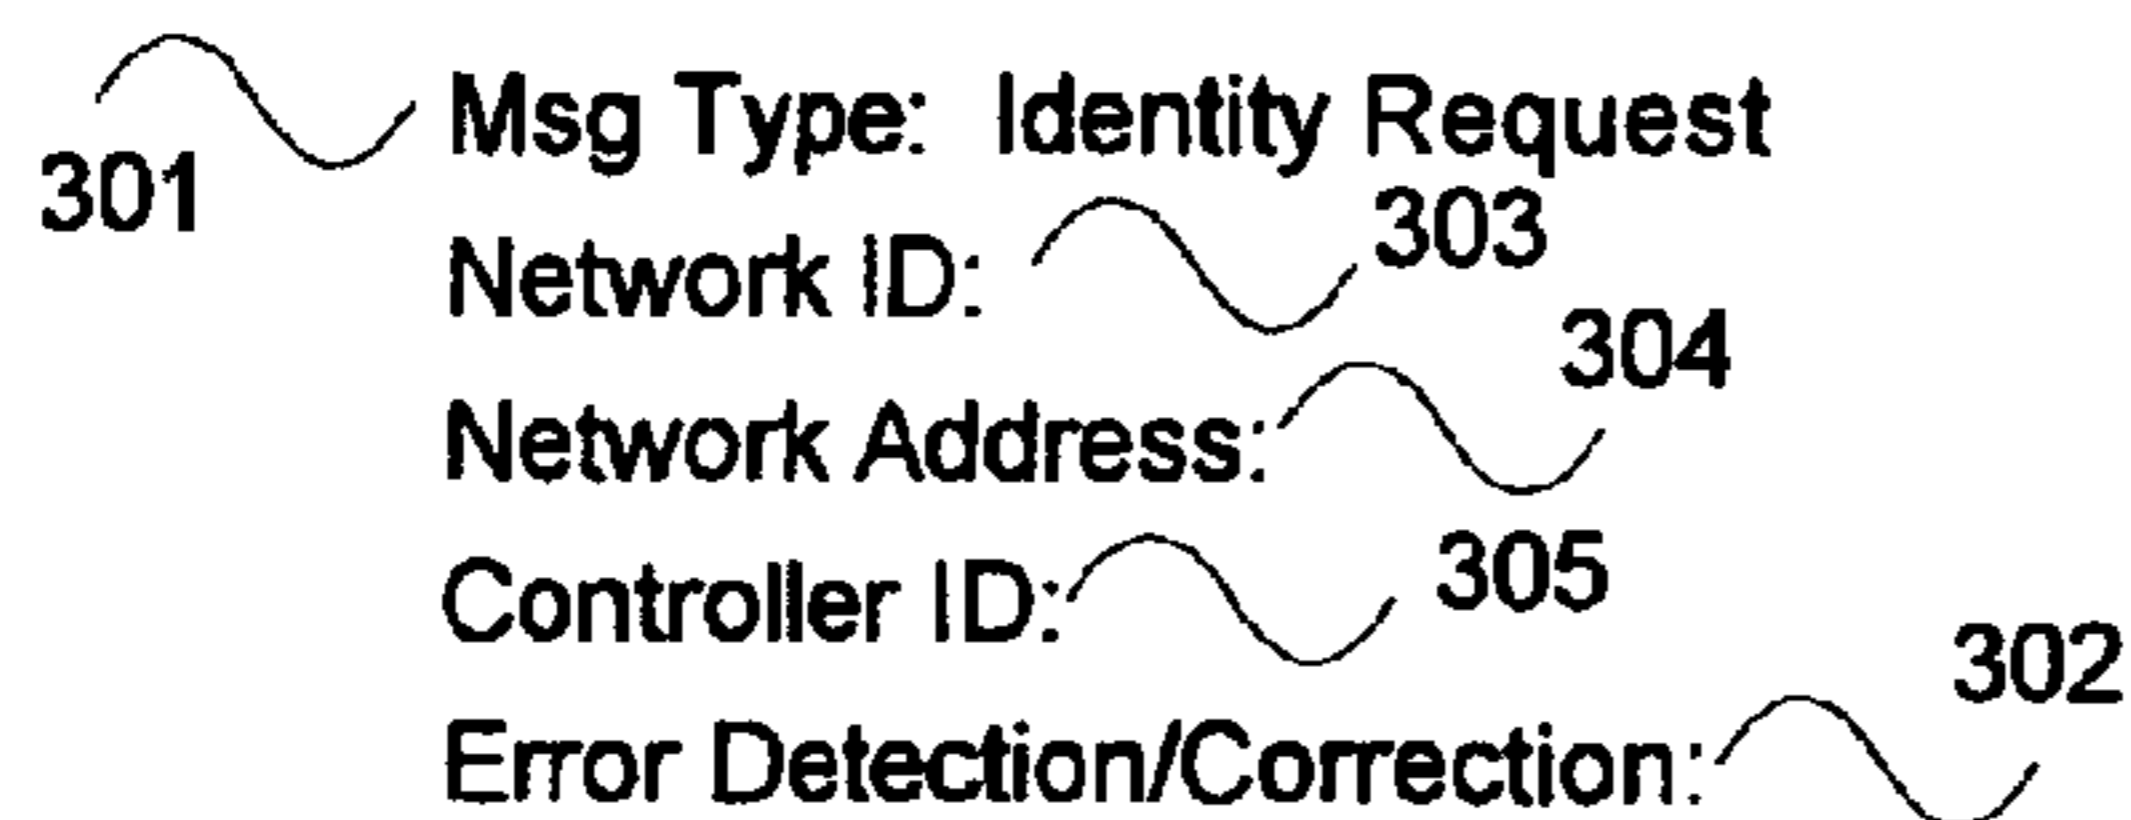 301 Msg Type: Identity Request
Network ID: 303
Network Address: 304
Controller ID: 305
Error Detection/Correction: 302